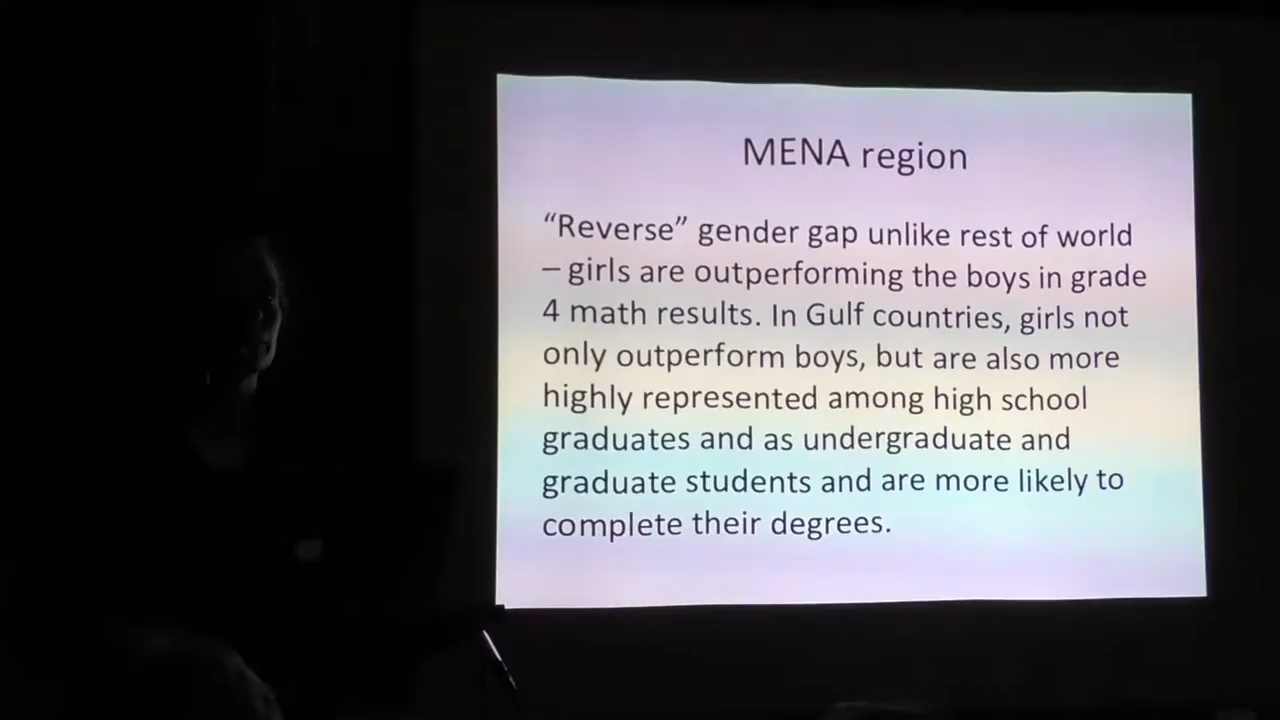 MENA region
“Reverse” gender gap unlike rest of world
– girls are outperforming the boys in grade
4 math results. In Gulf countries, girls not
only outperform boys, but are also more
highly represented among high school
graduates and as undergraduate and
graduate students and are more likely to
complete their degrees.